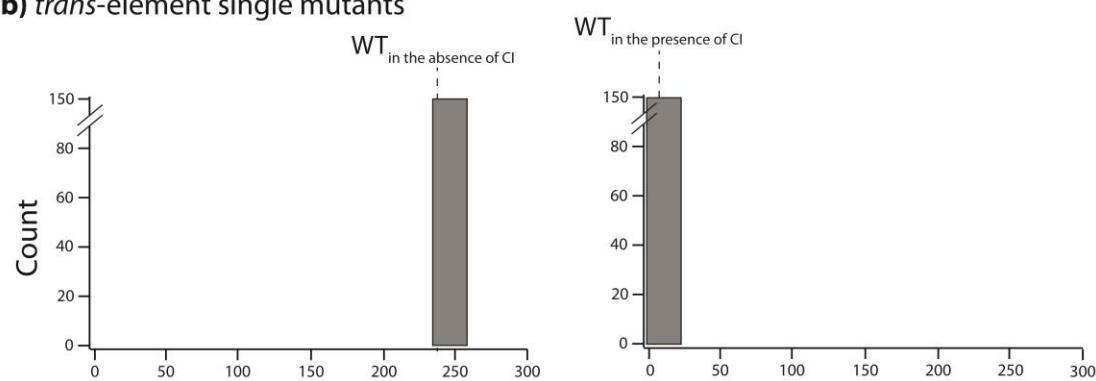 b) trans-element single mutants
WT in the absence of CI
WT in the presence of CI
150
80
60
40
20
0
Count
0 50 100 150 200 250 300
150
80
60
40
20
0
0 50 100 150 200 250 300